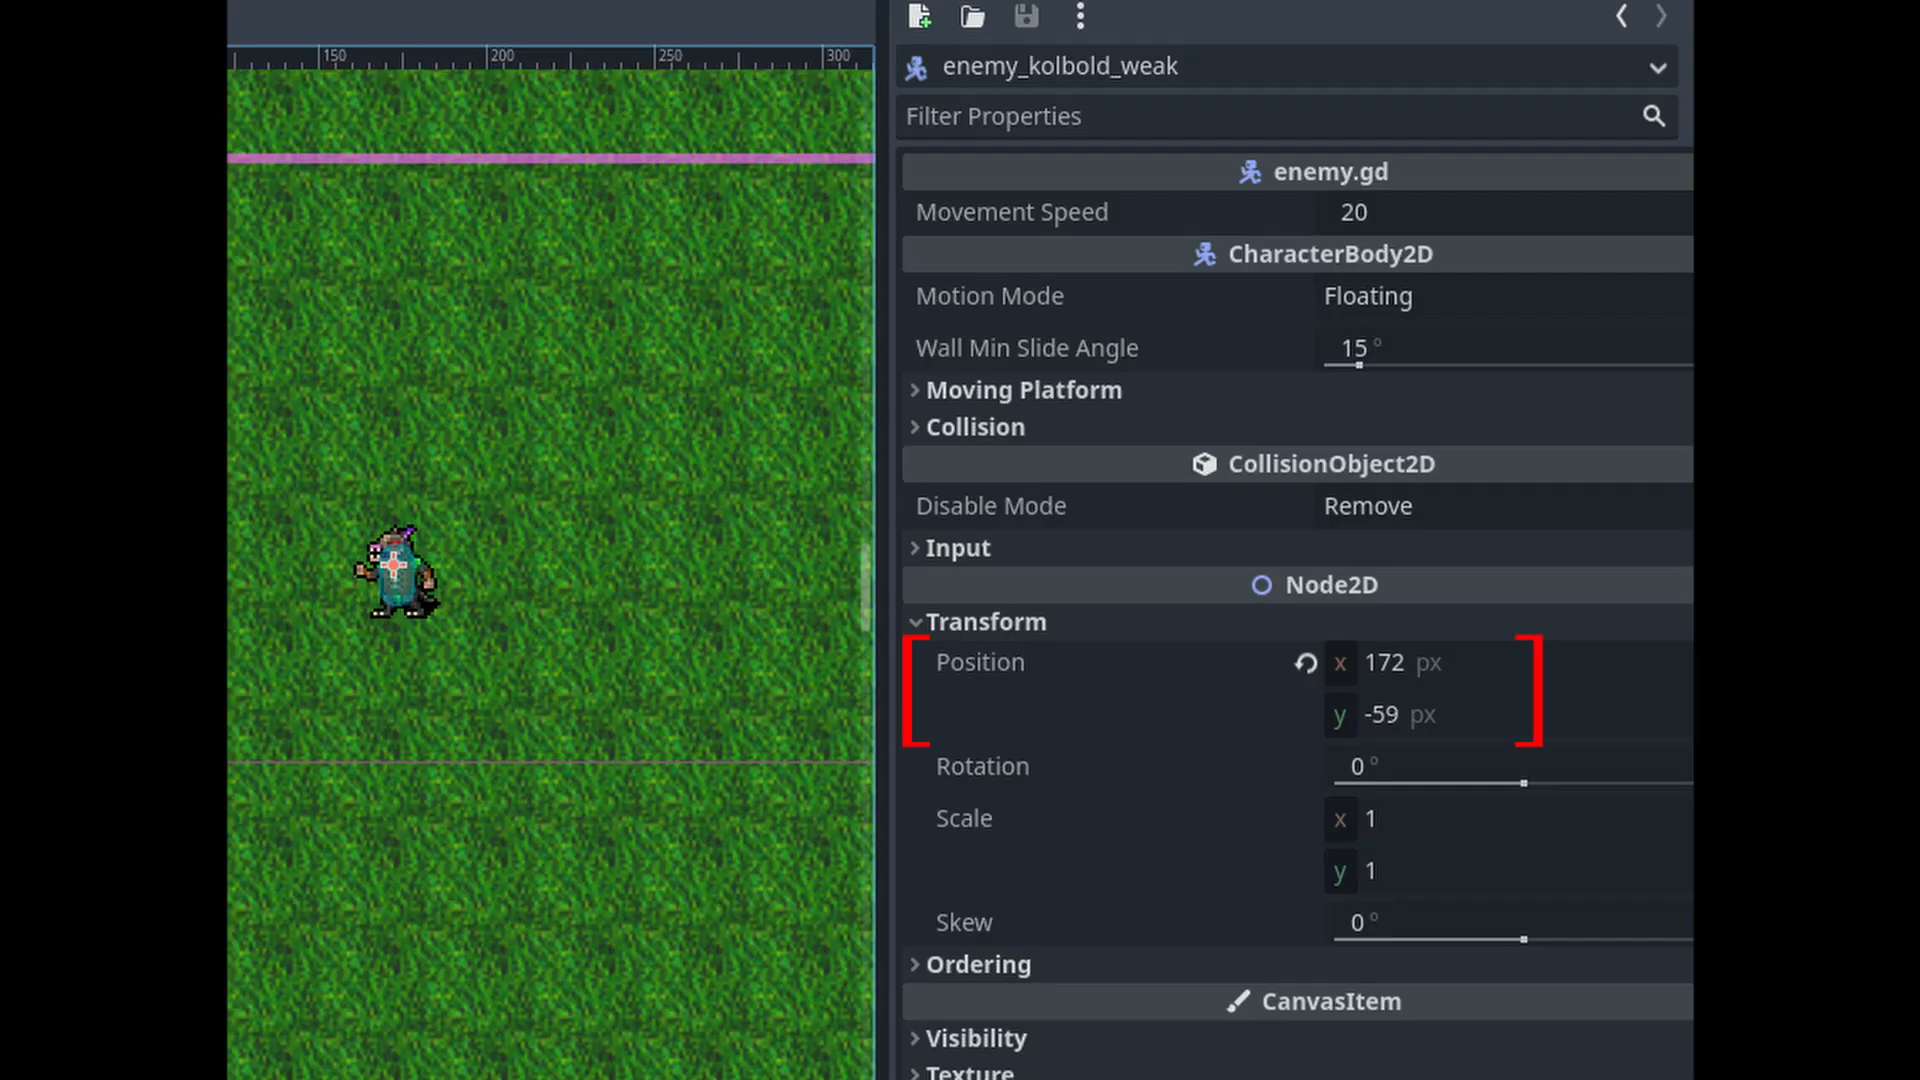 150 200 250 300
enemy_kolbold_weak
Filter Properties
enemy.gd
Movement Speed 20
CharacterBody2D
Motion Mode Floating
Wall Min Slide Angle 15 °
Moving Platform
Collision
CollisionObject2D
Disable Mode Remove
Input
Node2D
Transform
Position x 172 px
y -59 px
Rotation 0 °
Scale x 1
y 1
Skew 0 °
Ordering
CanvasItem
Visibility
Texture